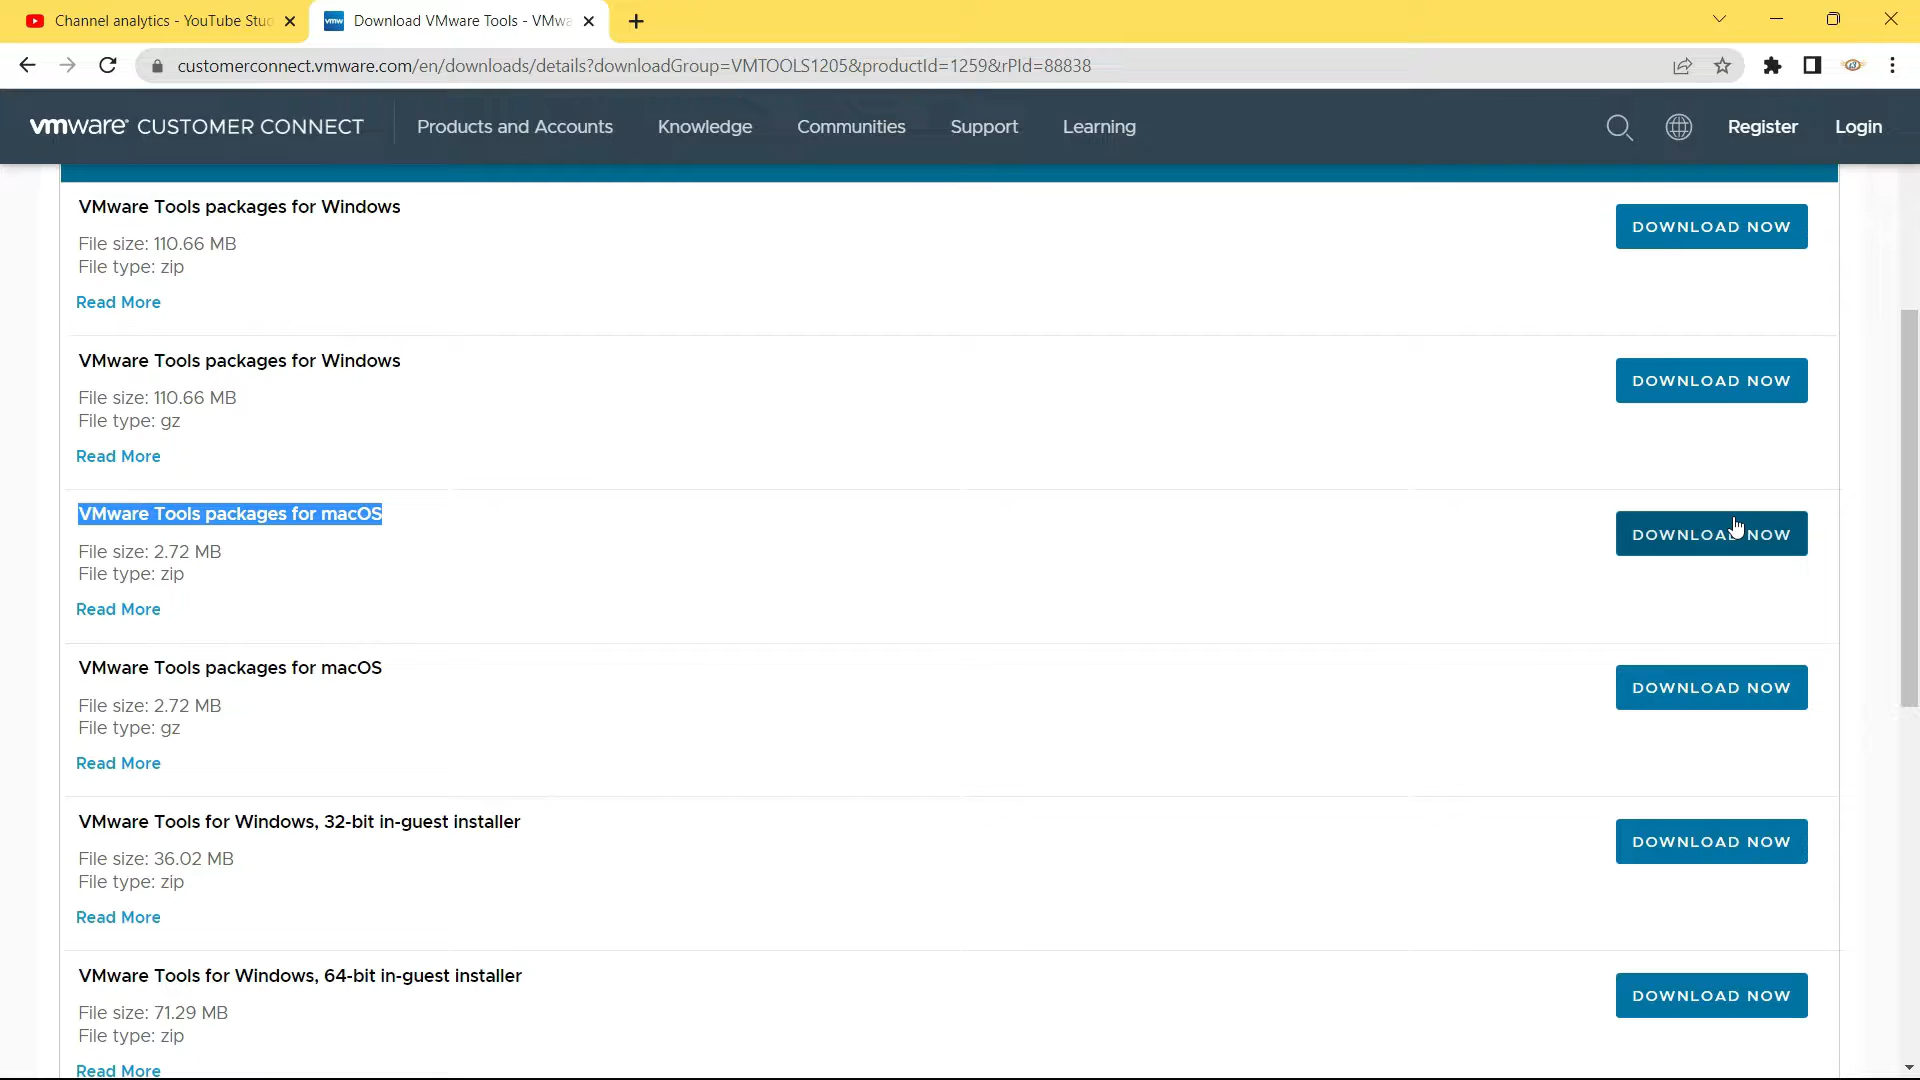 Channel analytics - YouTube Stu
Download VMware Tools - VMwa
customerconnect.vmware.com/en/downloads/details?downloadGroup=VMTOOLS1205&productId=1259&rPId=88838
vmware® CUSTOMER CONNECT
Products and Accounts
Knowledge
Communities
Support
Learning
Register
Login
VMware Tools packages for Windows
DOWNLOAD NOW
File size: 110.66 MB
File type: zip
Read More
VMware Tools packages for Windows
DOWNLOAD NOW
File size: 110.66 MB
File type: gz
Read More
VMware Tools packages for macOS
DOWNLOAD NOW
File size: 2.72 MB
File type: zip
Read More
VMware Tools packages for macOS
DOWNLOAD NOW
File size: 2.72 MB
File type: gz
Read More
VMware Tools for Windows, 32-bit in-guest installer
DOWNLOAD NOW
File size: 36.02 MB
File type: zip
Read More
VMware Tools for Windows, 64-bit in-guest installer
DOWNLOAD NOW
File size: 71.29 MB
File type: zip
Read More